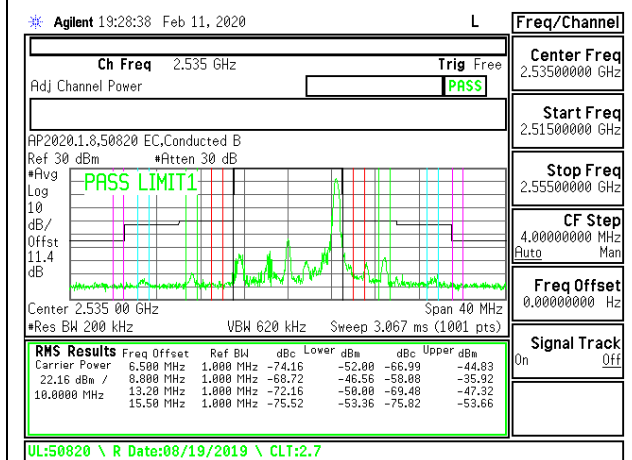 Agilent 19:28:38 Feb 11, 2020 L
Freq/Channel
Ch Freq 2.535 GHz Trig Free
Adj Channel Power PASS
Center Freq
2.53500000 GHz
Start Freq
2.51500000 GHz
Stop Freq
2.55500000 GHz
CF Step
4.00000000 MHz
Auto Man
Freq Offset
0.00000000 Hz
Signal Track
On Off
AP2020.1.8,50820 EC,Conducted B
Ref 30 dBm #Atten 30 dB
#Avg
Log
10
dB/
Offst
11.4
dB
PASS LIMIT1
Center 2.535 00 GHz Span 40 MHz
#Res BW 200 kHz VBW 620 kHz Sweep 3.067 ms (1001 pts)
RMS Results Freq Offset Ref BW dBc Lower dBm dBc Upper dBm
Carrier Power 6.500 MHz 1.000 MHz -74.16 -52.00 -66.99 -44.83
22.16 dBm / 8.800 MHz 1.000 MHz -68.72 -46.56 -58.08 -35.92
10.0000 MHz 13.20 MHz 1.000 MHz -72.16 -50.00 -69.48 -47.32
15.50 MHz 1.000 MHz -75.52 -53.36 -75.82 -53.66
UL:50820 \ R Date:08/19/2019 \ CLT:2.7